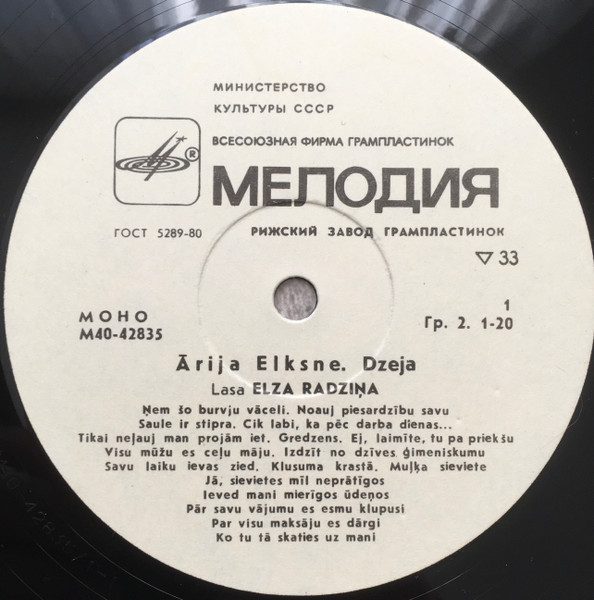 МИНИСТЕРСТВО
КУЛЬТУРЫ СССР
ВСЕСОЮЗНАЯ ФИРМА ГРАМПЛАСТИНОК
®
МЕЛОДИЯ
ГОСТ 5289-80
РИЖСКИЙ ЗАВОД ГРАМПЛАСТИНОК
▽ 33
МОНО
М40-42835
1
Гр. 2. 1-20
Ārija Elksne. Dzeja
Lasa ELZA RADZIŅA
Ņem šo burvju vāceli. Noauj piesardzību savu
Saule ir stipra. Cik labi, ka pēc darba dienas...
Tikai neļauj man projām iet. Gredzens. Ej, laimīte, tu pa priekšu
Visu mūžu es ceļu māju. Izdzīt no dzīves ģimeniskumu
Savu laiku ievas zied. Klusuma krastā. Muļķa sieviete
Jā, sievietes mīl neprātīgos
Ieved mani mierīgos ūdeņos
Pār savu vājumu es esmu klupusi
Par visu maksāju es dārgi
Ko tu tā skaties uz mani